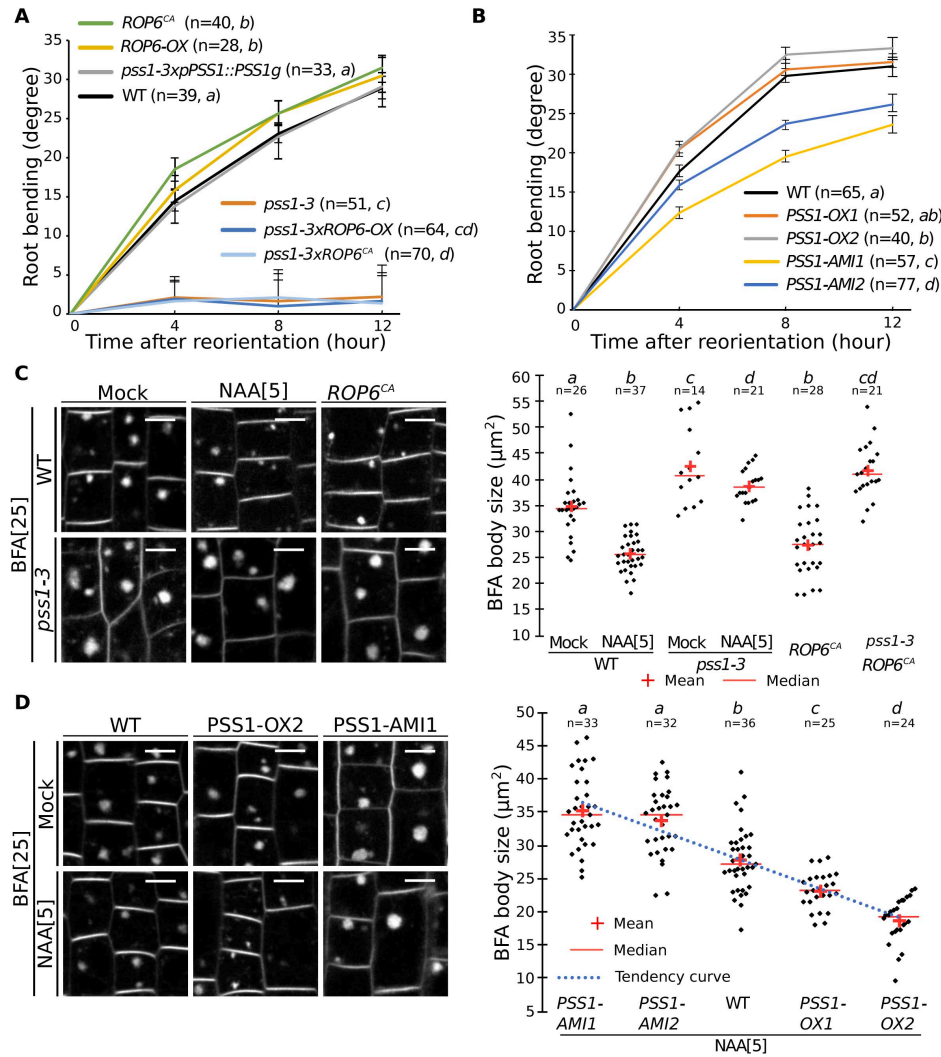 A
ROP6CA (n=40, b)
ROP6-OX (n=28, b)
pss1-3xpPSS1::PSS1g (n=33, a)
WT (n=39, a)
Root bending (degree)
35
30
25
20
15
10
5
0
pss1-3 (n=51, c)
pss1-3xROP6-OX (n=64, cd)
pss1-3xROP6CA (n=70, d)
0 4 8 12
Time after reorientation (hour)
B
Root bending (degree)
35
30
25
20
15
10
5
0
WT (n=65, a)
PSS1-OX1 (n=52, ab)
PSS1-OX2 (n=40, b)
PSS1-AMI1 (n=57, c)
PSS1-AMI2 (n=77, d)
0 4 8 12
Time after reorientation (hour)
C
Mock NAA[5] ROP6CA
BFA[25]
WT
pss1-3
BFA body size (µm2)
60
55
50
45
40
35
30
25
20
15
10
a b c d b cd
n=26 n=37 n=14 n=21 n=28 n=21
Mock NAA[5] Mock NAA[5] ROP6CA pss1-3
WT pss1-3 ROP6CA
Mean Median
D
WT PSS1-OX2 PSS1-AMI1
BFA[25]
Mock
NAA[5]
BFA body size (µm2)
50
45
40
35
30
25
20
15
10
5
a a b c d
n=33 n=32 n=36 n=25 n=24
Mean
Median
Tendency curve
PSS1- PSS1- WT PSS1- PSS1-
AMI1 AMI2 OX1 OX2
NAA[5]